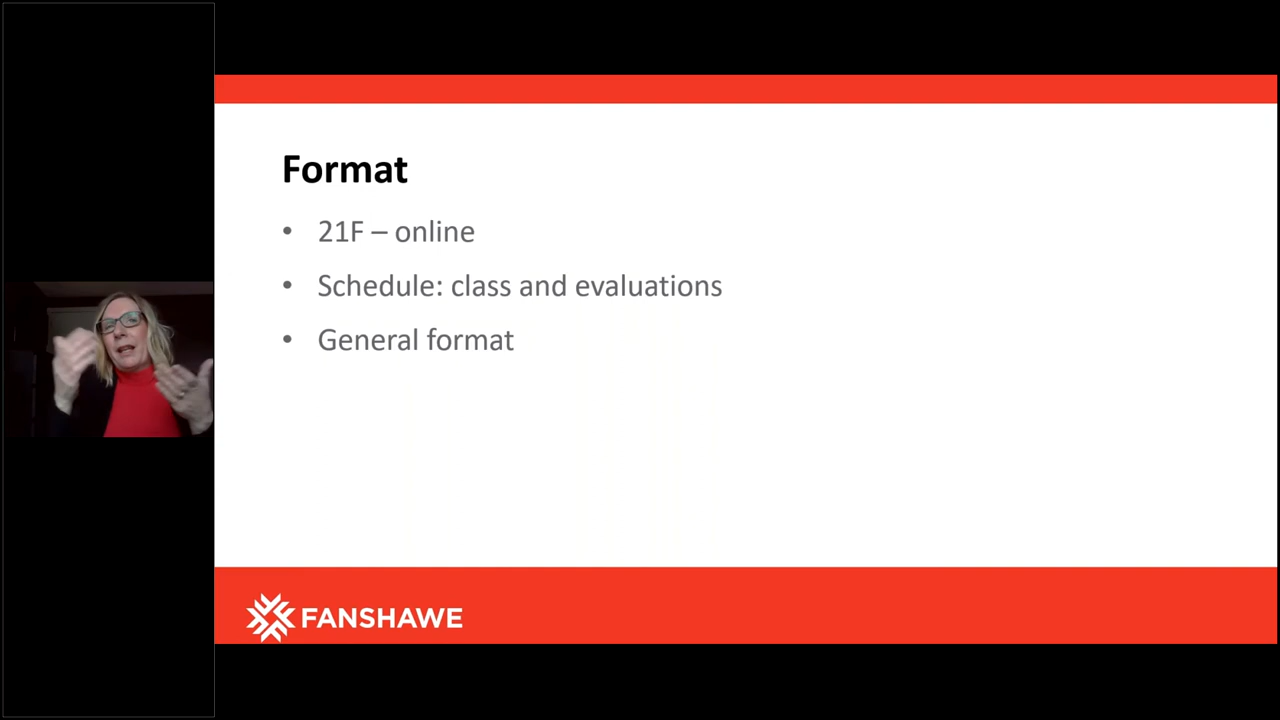 Format
• 21F – online
• Schedule: class and evaluations
• General format
FANSHAWE